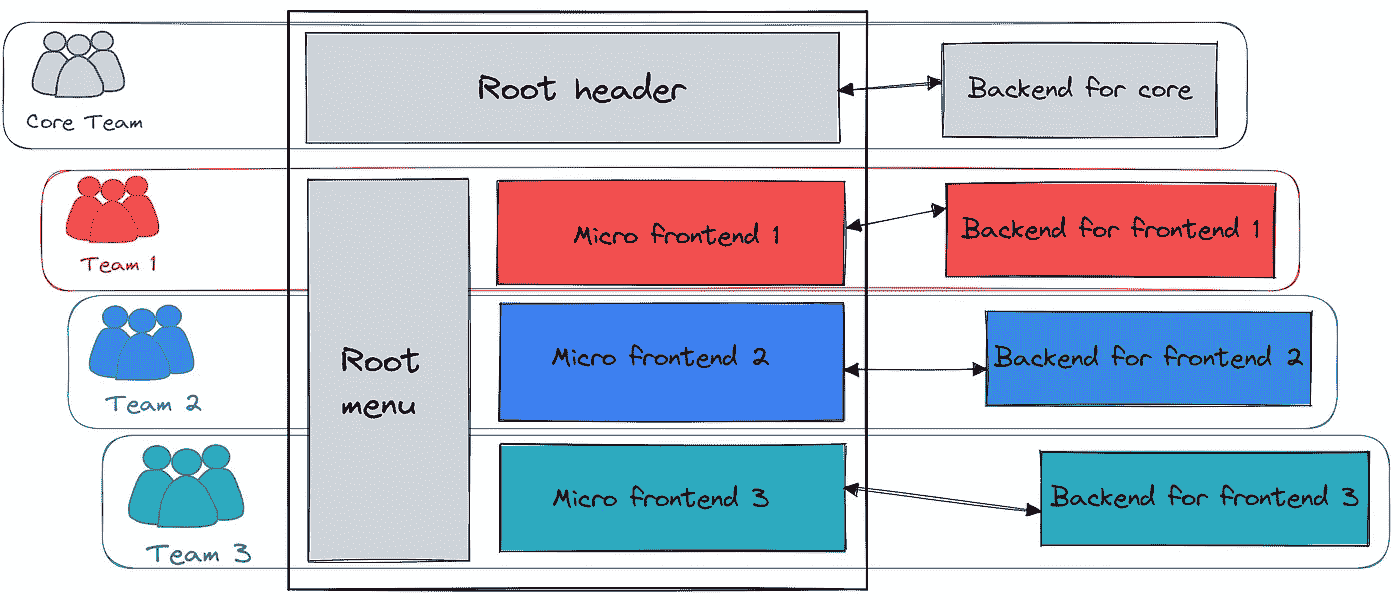 Root header
Backend for core
Core Team
Micro frontend 1
Backend for frontend 1
Team 1
Root
menu
Micro frontend 2
Backend for frontend 2
Team 2
Micro frontend 3
Backend for frontend 3
Team 3